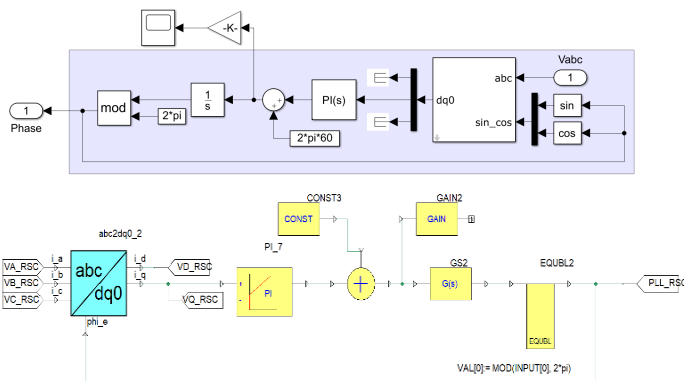 -K-
Vabc
abc
1
mod
1
s
PI(s)
dq0
sin
1
Phase
2*pi
sin_cos
cos
2*pi*60
CONST3
GAIN2
CONST
GAIN
abc2dq0_2
PI_7
GS2
EQUBL2
VA_RSC
i_a
i_d
VD_RSC
VB_RSC
i_b
abc
i_q
PI
G(s)
VC_RSC
i_c
dq0
VQ_RSC
PLL_RSC
phi_e
EQUBL
VAL[0]:= MOD(INPUT[0], 2*pi)